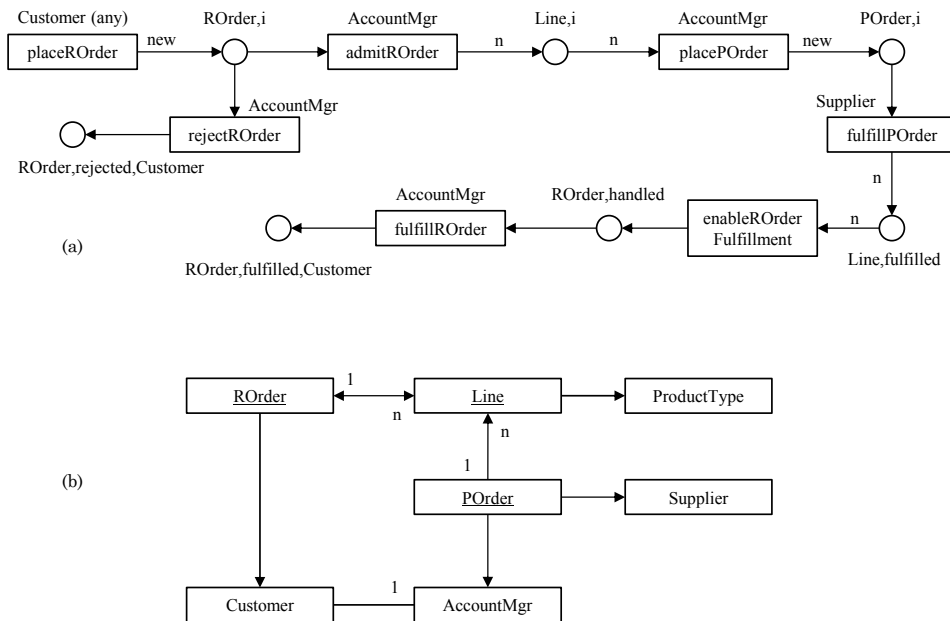 Customer (any)
ROrder,i
AccountMgr
Line,i
AccountMgr
POrder,i
placeROrder
new
admitROrder
n
n
placePOrder
new
AccountMgr
Supplier
rejectROrder
fulfillPOrder
ROrder,rejected,Customer
n
AccountMgr
ROrder,handled
n
fulfillROrder
enableROrder
Fulfillment
(a)
ROrder,fulfilled,Customer
Line,fulfilled
1
ROrder
Line
ProductType
n
n
(b)
1
POrder
Supplier
1
Customer
AccountMgr